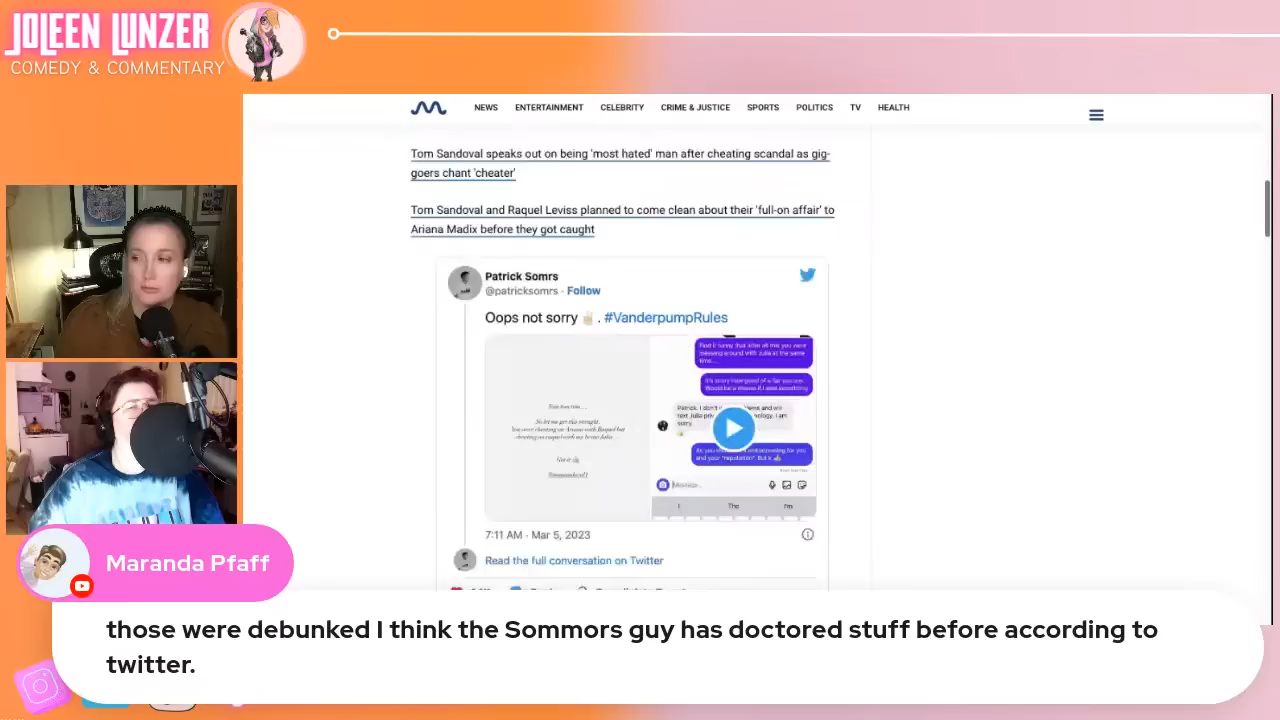 JOLEEN LUNZER
COMEDY & COMMENTARY
NEWS ENTERTAINMENT CELEBRITY CRIME & JUSTICE SPORTS POLITICS TV HEALTH
Tom Sandoval speaks out on being 'most hated' man after cheating scandal as gig-
goers chant 'cheater'
Tom Sandoval and Raquel Leviss planned to come clean about their 'full-on affair' to
Ariana Madix before they got caught
Patrick Somrs
@patricksomrs · Follow
Oops not sorry ✌🏻. #VanderpumpRules
7:11 AM · Mar 5, 2023
Read the full conversation on Twitter
Maranda Pfaff
those were debunked I think the Sommors guy has doctored stuff before according to
twitter.